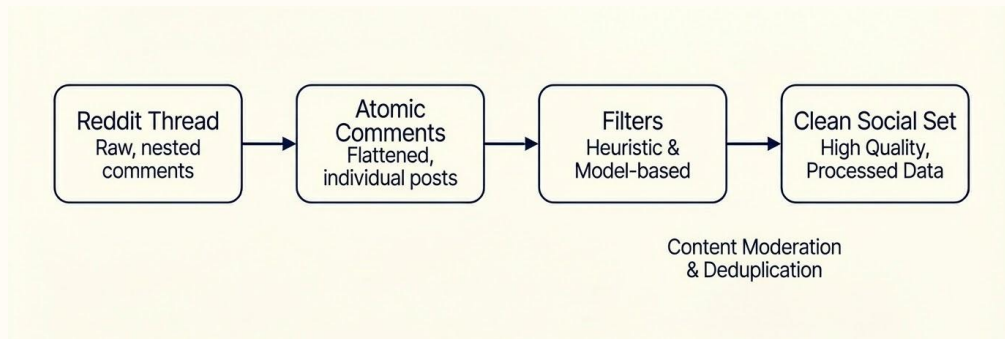 Reddit Thread
Raw, nested
comments
Atomic
Comments
Flattened,
individual posts
Filters
Heuristic &
Model-based
Clean Social Set
High Quality,
Processed Data
Content Moderation
& Deduplication